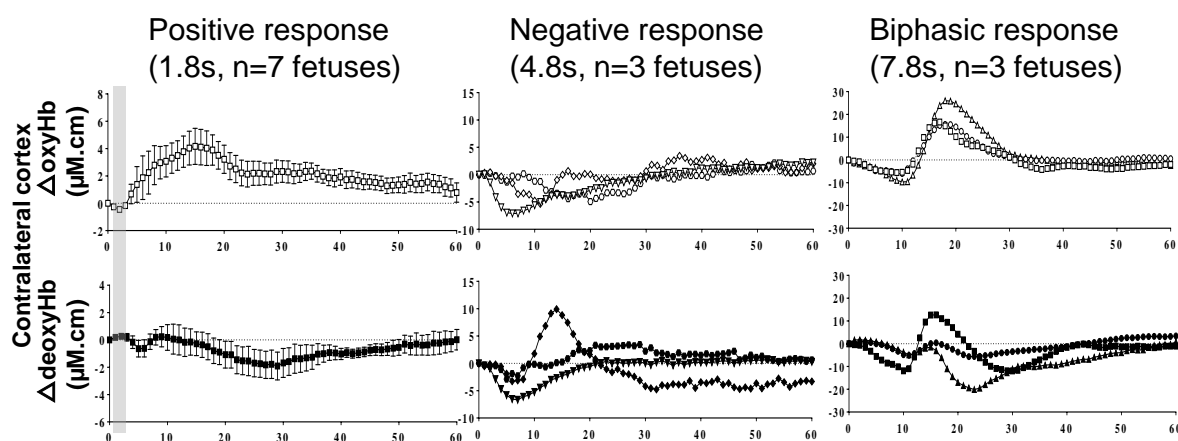 Positive response
(1.8s, n=7 fetuses)
Negative response
(4.8s, n=3 fetuses)
Biphasic response
(7.8s, n=3 fetuses)
Contralateral cortex
ΔoxyHb
(µM.cm)
8
6
4
2
0
-2
0 10 20 30 40 50 60
15
10
5
0
-5
-10
0 10 20 30 40 50 60
30
20
10
0
-10
-20
-30
0 10 20 30 40 50 60
ΔdeoxyHb
(µM.cm)
4
2
0
-2
-4
-6
0 10 20 30 40 50 60
15
10
5
0
-5
-10
0 10 20 30 40 50 60
30
20
10
0
-10
-20
-30
0 10 20 30 40 50 60